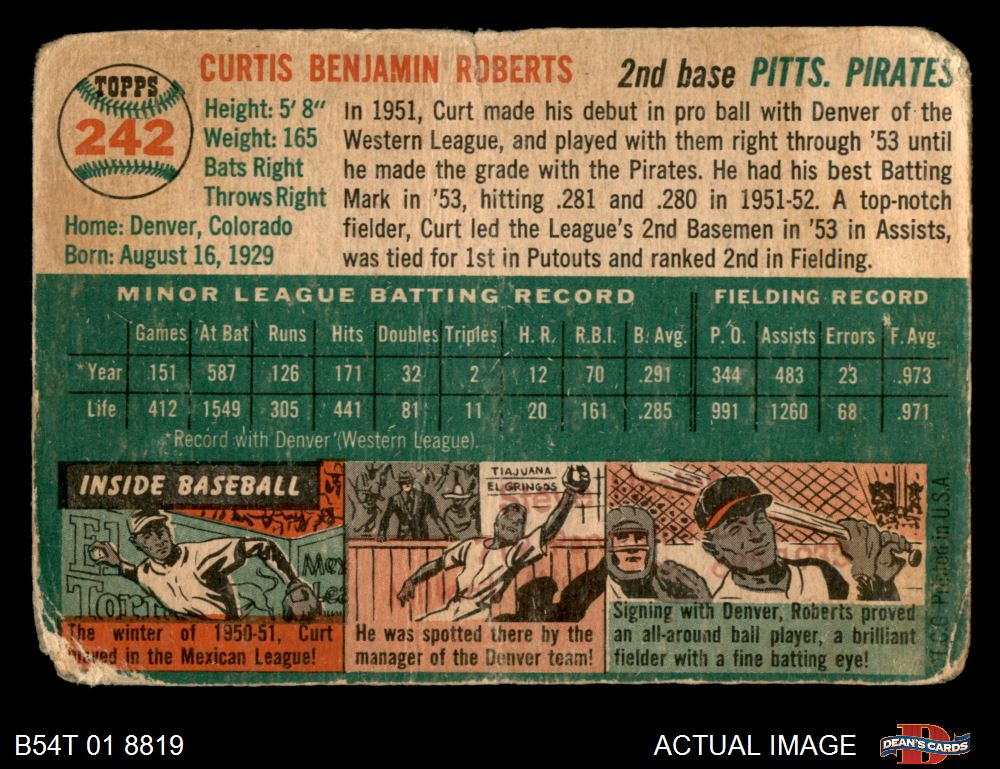 TOPPS
242
CURTIS BENJAMIN ROBERTS 2nd base PITTS. PIRATES
Height: 5' 8"
Weight: 165
Bats Right
Throws Right
Home: Denver, Colorado
Born: August 16, 1929
In 1951, Curt made his debut in pro ball with Denver of the
Western League, and played with them right through '53 until
he made the grade with the Pirates. He had his best Batting
Mark in '53, hitting .281 and .280 in 1951-52. A top-notch
fielder, Curt led the League's 2nd Basemen in '53 in Assists,
was tied for 1st in Putouts and ranked 2nd in Fielding.
MINOR LEAGUE BATTING RECORD FIELDING RECORD
Games At Bat Runs Hits Doubles Triples H. R. R.B.I. B. Avg. P. O. Assists Errors F. Avg.
*Year 151 587 126 171 32 2 12 70 .291 344 483 23 .973
Life 412 1549 305 441 81 11 20 161 .285 991 1260 68 .971
*Record with Denver (Western League).
INSIDE BASEBALL
El
Tor
Mex
Le
The winter of 1950-51, Curt
played in the Mexican League!
TIAJUANA
EL GRINGOS
He was spotted there by the
manager of the Denver team!
Signing with Denver, Roberts proved
an all-around ball player, a brilliant
fielder with a fine batting eye!
T.C.G. Printed in U.S.A.
B54T 01 8819
ACTUAL IMAGE
DEAN'S CARDS